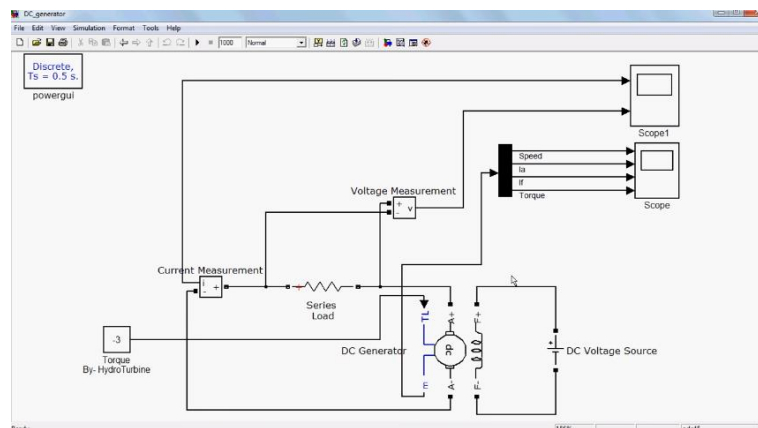 DC_generator
File Edit View Simulation Format Tools Help
1000 Normal
Discrete,
Ts = 0.5 s.
powergui
Scope1
Speed
Ia
If
Torque
Scope
Voltage Measurement
+
-
v
Current Measurement
i
-
+
+
Series
Load
-3
Torque
By- HydroTurbine
TL
A+
F+
DC Generator
dc
E
A-
F-
+
DC Voltage Source